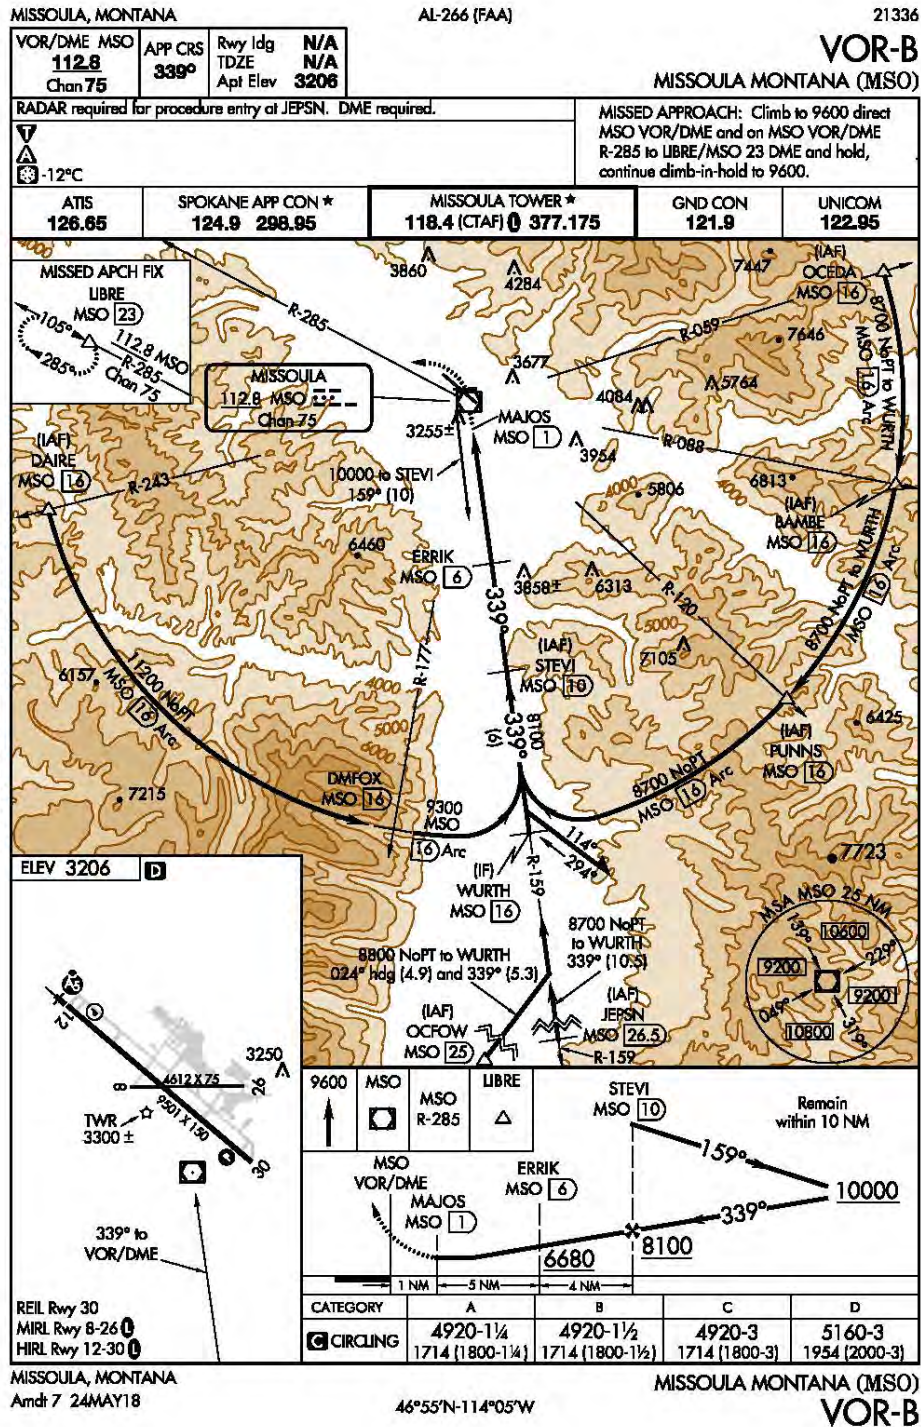 MISSOULA, MONTANA
AL-266 (FAA)
21336
VOR/DME MSO
112.8
Chan 75
APP CRS
339°
Rwy ldg N/A
TDZE N/A
Apt Elev 3206
VOR-B
MISSOULA MONTANA (MSO)
RADAR required for procedure entry at JEPSN. DME required.
T
A
-12°C
MISSED APPROACH: Climb to 9600 direct
MSO VOR/DME and on MSO VOR/DME
R-285 to LIBRE/MSO 23 DME and hold,
continue climb-in-hold to 9600.
ATIS
126.65
SPOKANE APP CON ★
124.9 298.95
MISSOULA TOWER ★
118.4 (CTAF) L 377.175
GND CON
121.9
UNICOM
122.95
4000
MISSED APCH FIX
LIBRE
MSO 23
105°
285°
112.8 MSO
R-285
Chan 75
R-285
3860
4284
7447
(IAF)
OCEDA
MSO 16
R-059
7646
8700 NoPT to WURTH
MSO 16 Arc
MISSOULA
112.8 MSO
Chan 75
3677
5764
4084
3255±
MAJOS
MSO 1
3954
R-088
(IAF)
DAIRE
MSO 16
R-243
10000 to STEVI
159° (10)
4000
5806
4000
6813
(IAF)
BAMBE
MSO 16
6460
ERRIK
MSO 6
3858±
6313
R-120
8700 NoPT to WURTH
MSO 16 Arc
339°
5000
7105
(IAF)
STEVI
MSO 10
R-177
6157
11200 NoPT
MSO 16 Arc
4000
5000
6000
339°
8100
(6)
6425
(IAF)
PUNNS
MSO 16
7215
DMFOX
MSO 16
9300
MSO
16 Arc
8700 NoPT
MSO 16 Arc
114°
294°
7723
(IF)
WURTH
MSO 16
R-159
8800 NoPT to WURTH
024° hdg (4.9) and 339° (5.3)
8700 NoPT
to WURTH
339° (10.5)
(IAF)
OCFOW
MSO 25
(IAF)
JEPSN
MSO 26.5
R-159
MSA MSO 25 NM
139°
10600
229°
9200
9200
049°
10800
319°
ELEV 3206
D
A5
12
3250
8
4612 X 75
26
9501 X 150
TWR
3300 ±
30
339° to
VOR/DME
REIL Rwy 30
MIRL Rwy 8-26 L
HIRL Rwy 12-30 L
9600
MSO
MSO
R-285
LIBRE
STEVI
MSO 10
Remain
within 10 NM
MSO
VOR/DME
MAJOS
MSO 1
ERRIK
MSO 6
159°
10000
339°
8100
6680
1 NM
5 NM
4 NM
CATEGORY A B C D
C CIRCLING
4920-1¼
1714 (1800-1¼)
4920-1½
1714 (1800-1½)
4920-3
1714 (1800-3)
5160-3
1954 (2000-3)
MISSOULA, MONTANA
Amdt 7 24MAY18
46°55'N-114°05'W
MISSOULA MONTANA (MSO)
VOR-B